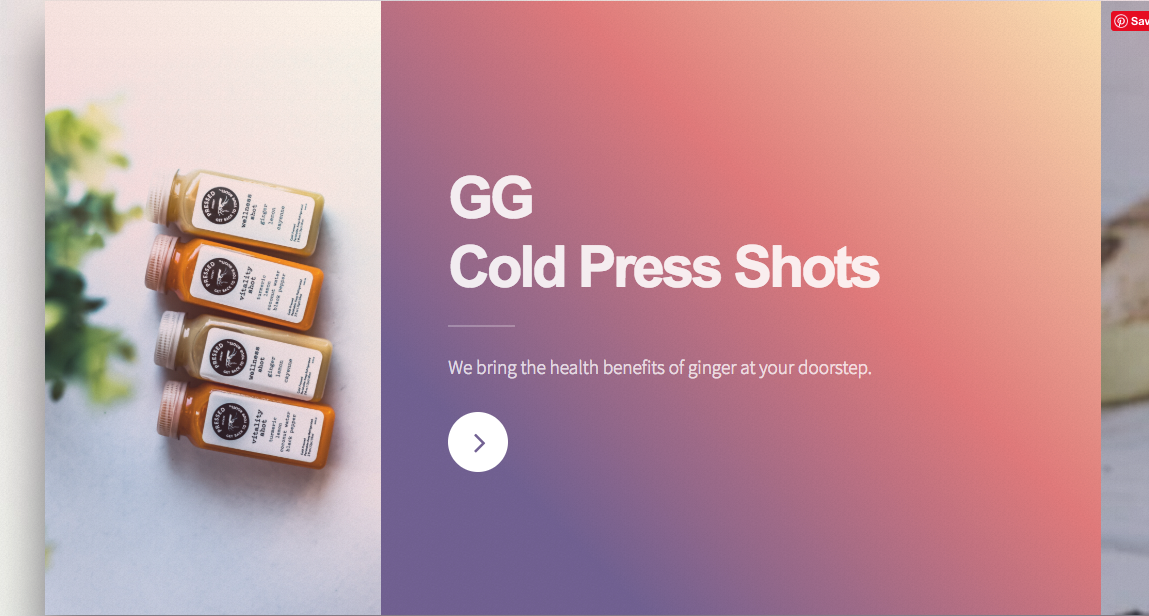 Sav
GG
Cold Press Shots
We bring the health benefits of ginger at your doorstep.
PRESSED
wellness
shot
ginger
lemon
cayenne
PRESSED
vitality
shot
turmeric
lemon
coconut water
black pepper
PRESSED
wellness
shot
ginger
lemon
cayenne
PRESSED
vitality
shot
turmeric
lemon
coconut water
black pepper